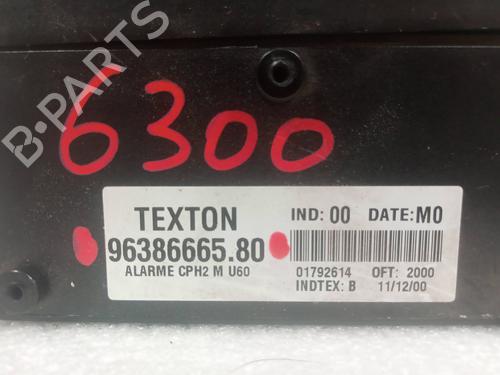 B-PARTS
6300
TEXTON IND: 00 DATE: M0
96386665.80
ALARME CPH2 M U60 01792614 OFT: 2000
INDTEX: B 11/12/00